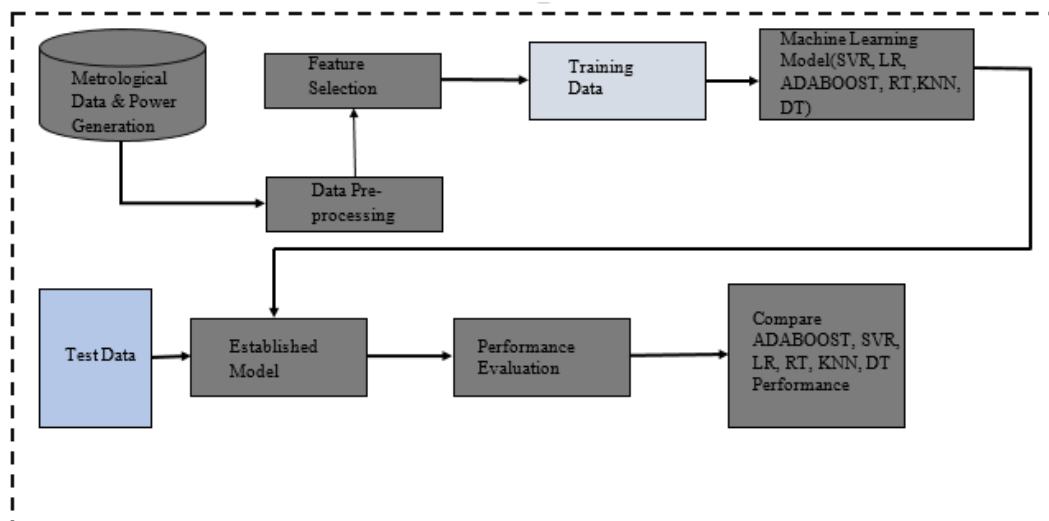 Metrological
Data & Power
Generation
Feature
Selection
Training
Data
Machine Learning
Model(SVR, LR,
ADABOOST, RT,KNN,
DT)
Data Pre-
processing
Test Data
Established
Model
Performance
Evaluation
Compare
ADABOOST, SVR,
LR, RT, KNN, DT
Performance